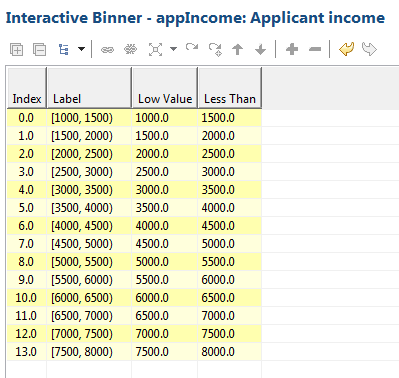 Interactive Binner - appIncome: Applicant income
Index Label Low Value Less Than
0.0 [1000, 1500) 1000.0 1500.0
1.0 [1500, 2000) 1500.0 2000.0
2.0 [2000, 2500) 2000.0 2500.0
3.0 [2500, 3000) 2500.0 3000.0
4.0 [3000, 3500) 3000.0 3500.0
5.0 [3500, 4000) 3500.0 4000.0
6.0 [4000, 4500) 4000.0 4500.0
7.0 [4500, 5000) 4500.0 5000.0
8.0 [5000, 5500) 5000.0 5500.0
9.0 [5500, 6000) 5500.0 6000.0
10.0 [6000, 6500) 6000.0 6500.0
11.0 [6500, 7000) 6500.0 7000.0
12.0 [7000, 7500) 7000.0 7500.0
13.0 [7500, 8000) 7500.0 8000.0